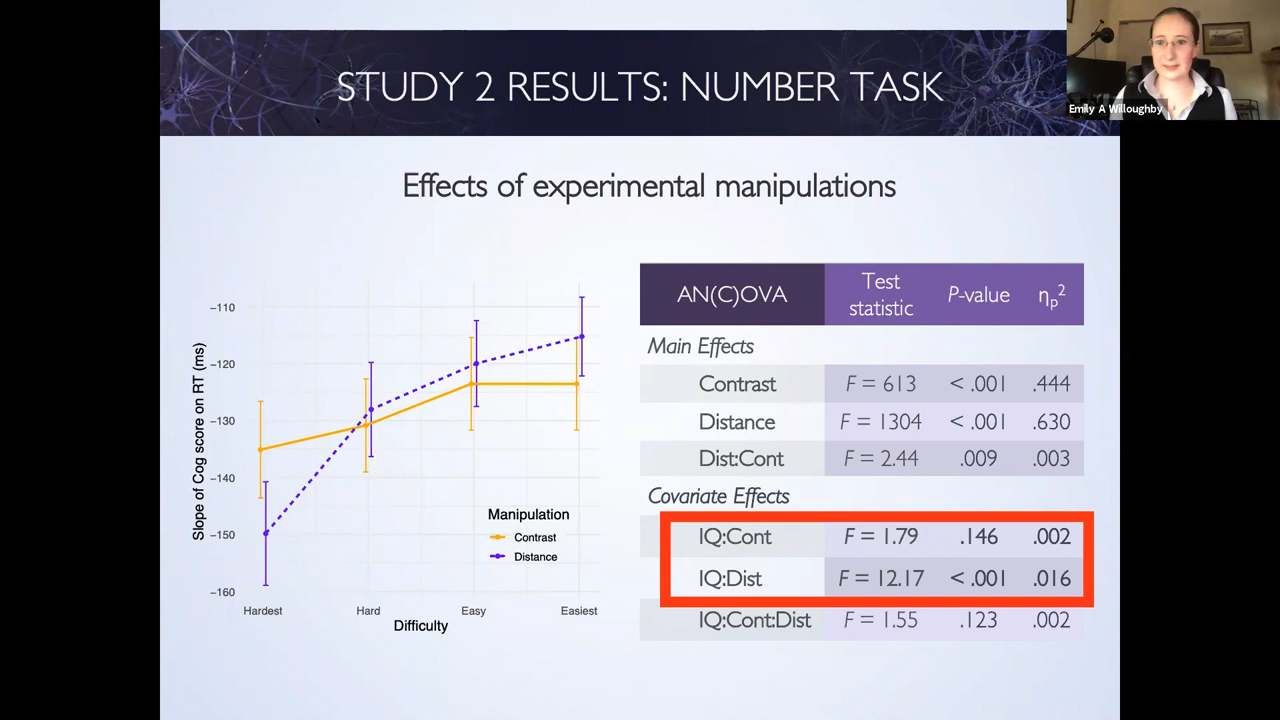 STUDY 2 RESULTS: NUMBER TASK
Emily A Willoughby
Effects of experimental manipulations
Slope of Cog score on RT (ms)
−110
−120
−130
−140
−150
−160
Manipulation
Contrast
Distance
Hardest Hard Easy Easiest
Difficulty
AN(C)OVA Test statistic P-value ηp²
Main Effects
Contrast F = 613 < .001 .444
Distance F = 1304 < .001 .630
Dist:Cont F = 2.44 .009 .003
Covariate Effects
IQ:Cont F = 1.79 .146 .002
IQ:Dist F = 12.17 < .001 .016
IQ:Cont:Dist F = 1.55 .123 .002